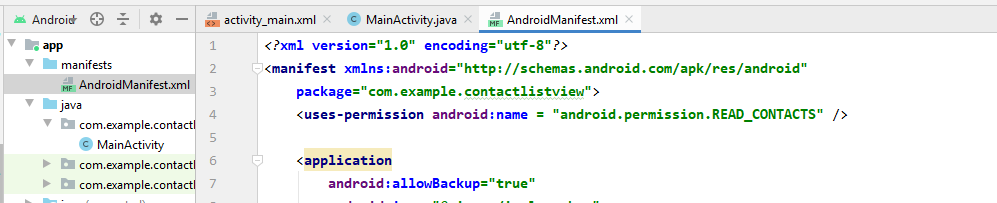 Android
activity_main.xml
MainActivity.java
AndroidManifest.xml
app
manifests
AndroidManifest.xml
java
com.example.contactl
MainActivity
com.example.contactl
com.example.contactl
1 <?xml version="1.0" encoding="utf-8"?>
2 <manifest xmlns:android="http://schemas.android.com/apk/res/android"
3 package="com.example.contactlistview">
4 <uses-permission android:name = "android.permission.READ_CONTACTS" />
5
6 <application
7 android:allowBackup="true"